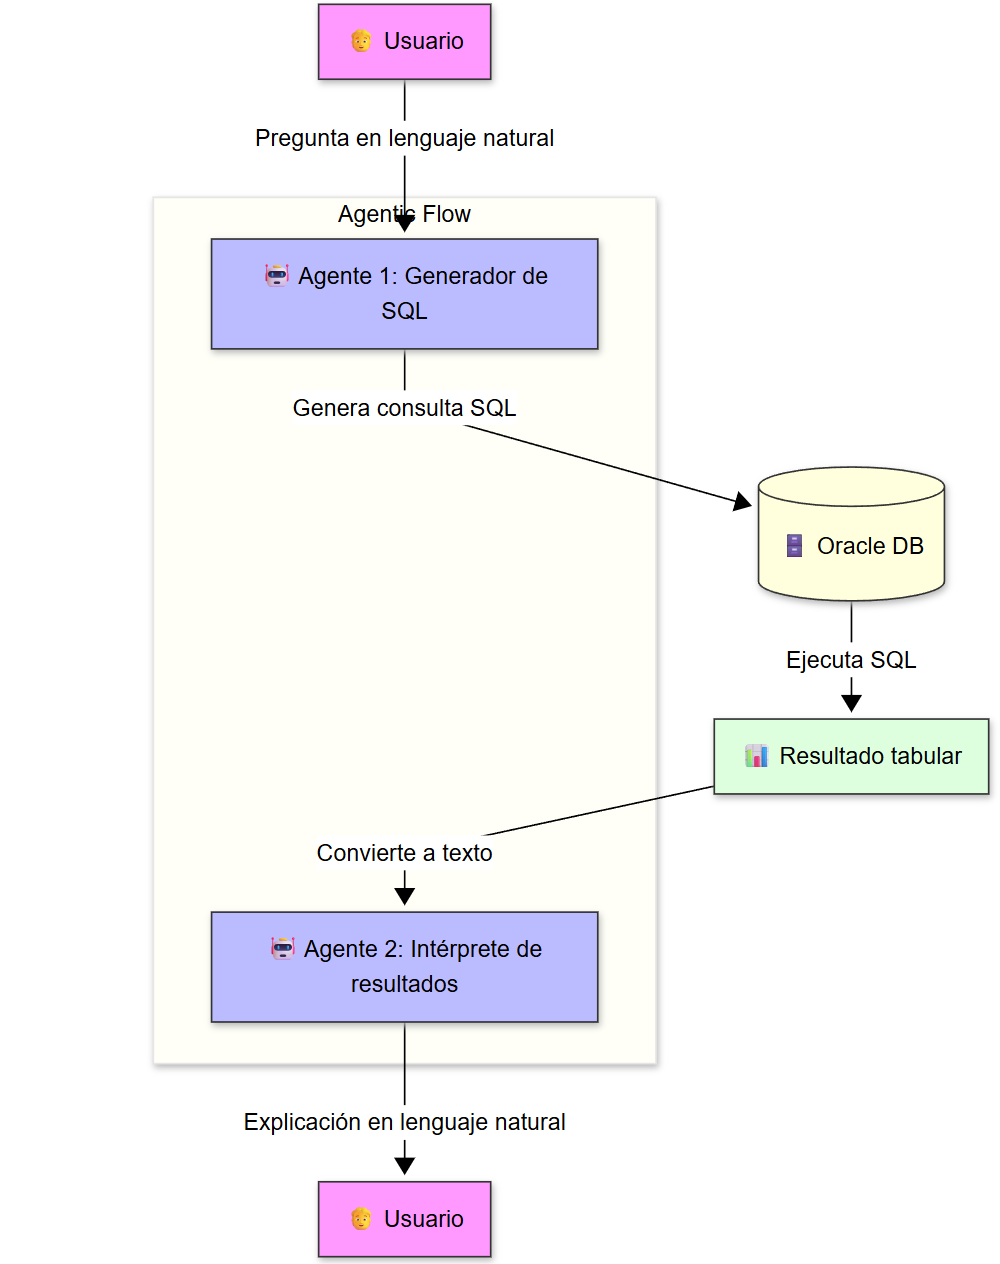 Usuario
Pregunta en lenguaje natural
Agentic Flow
Agente 1: Generador de
SQL
Genera consulta SQL
Oracle DB
Ejecuta SQL
Resultado tabular
Convierte a texto
Agente 2: Intérprete de
resultados
Explicación en lenguaje natural
Usuario